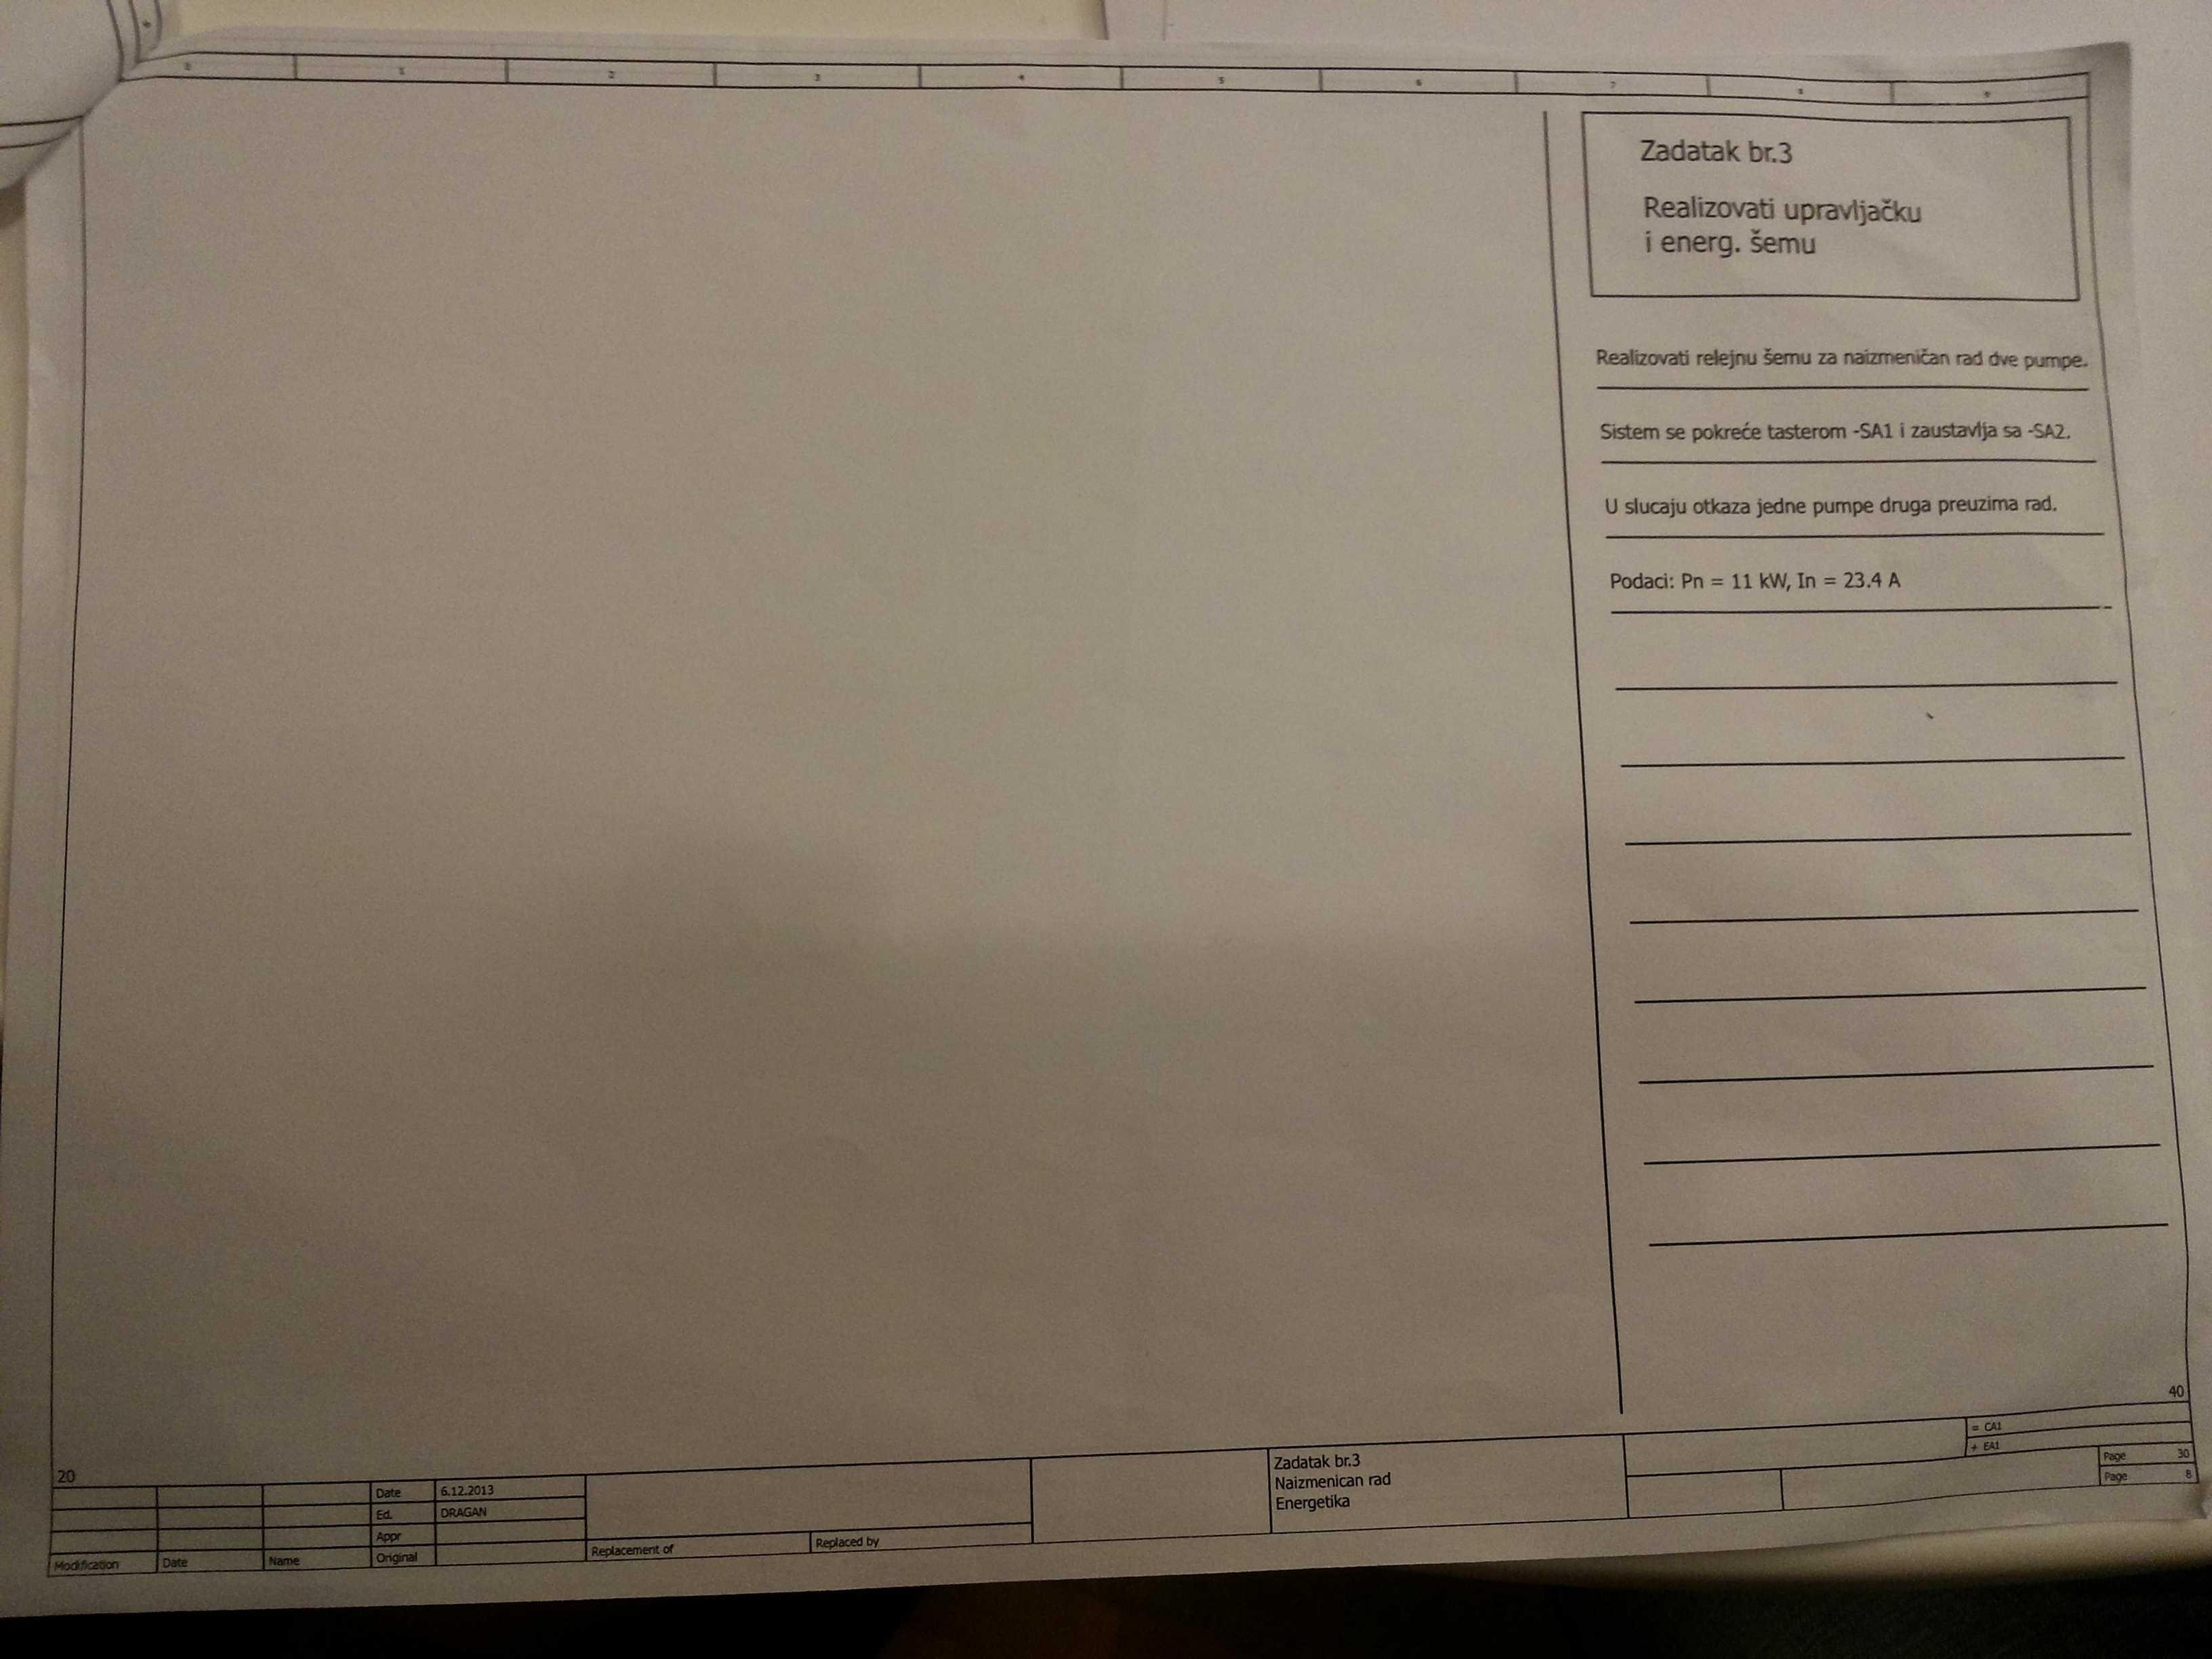 0 1 2 3 4 5 6 7 8 9
Zadatak br.3
Realizovati upravljačku
i energ. šemu
Realizovati relejnu šemu za naizmeničan rad dve pumpe.
Sistem se pokreće tasterom -SA1 i zaustavlja sa -SA2.
U slucaju otkaza jedne pumpe druga preuzima rad.
Podaci: Pn = 11 kW, In = 23.4 A
20
40
Date 6.12.2013
Ed. DRAGAN
Appr
Modification Date Name Original
Replacement of Replaced by
Zadatak br.3
Naizmenican rad
Energetika
= CA1
+ EA1
Page 30
Page 8